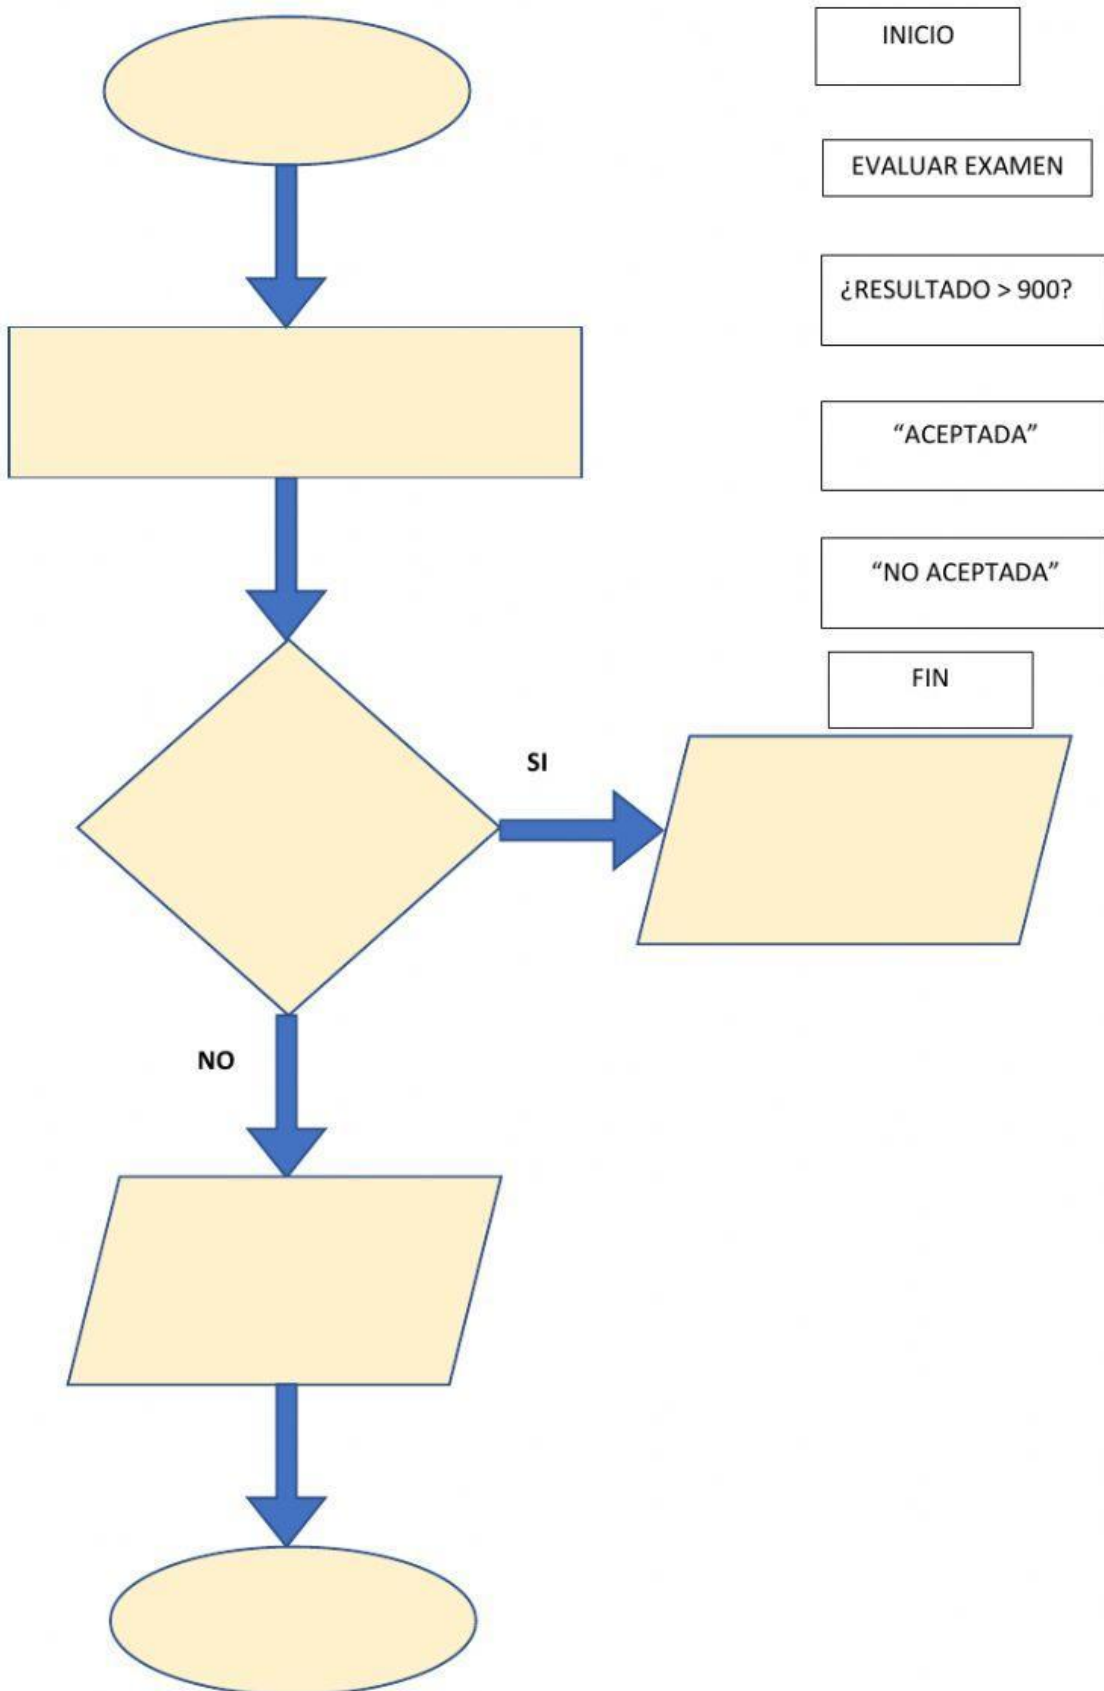 INICIO
EVALUAR EXAMEN
¿RESULTADO > 900?
“ACEPTADA”
“NO ACEPTADA”
FIN
SI
NO